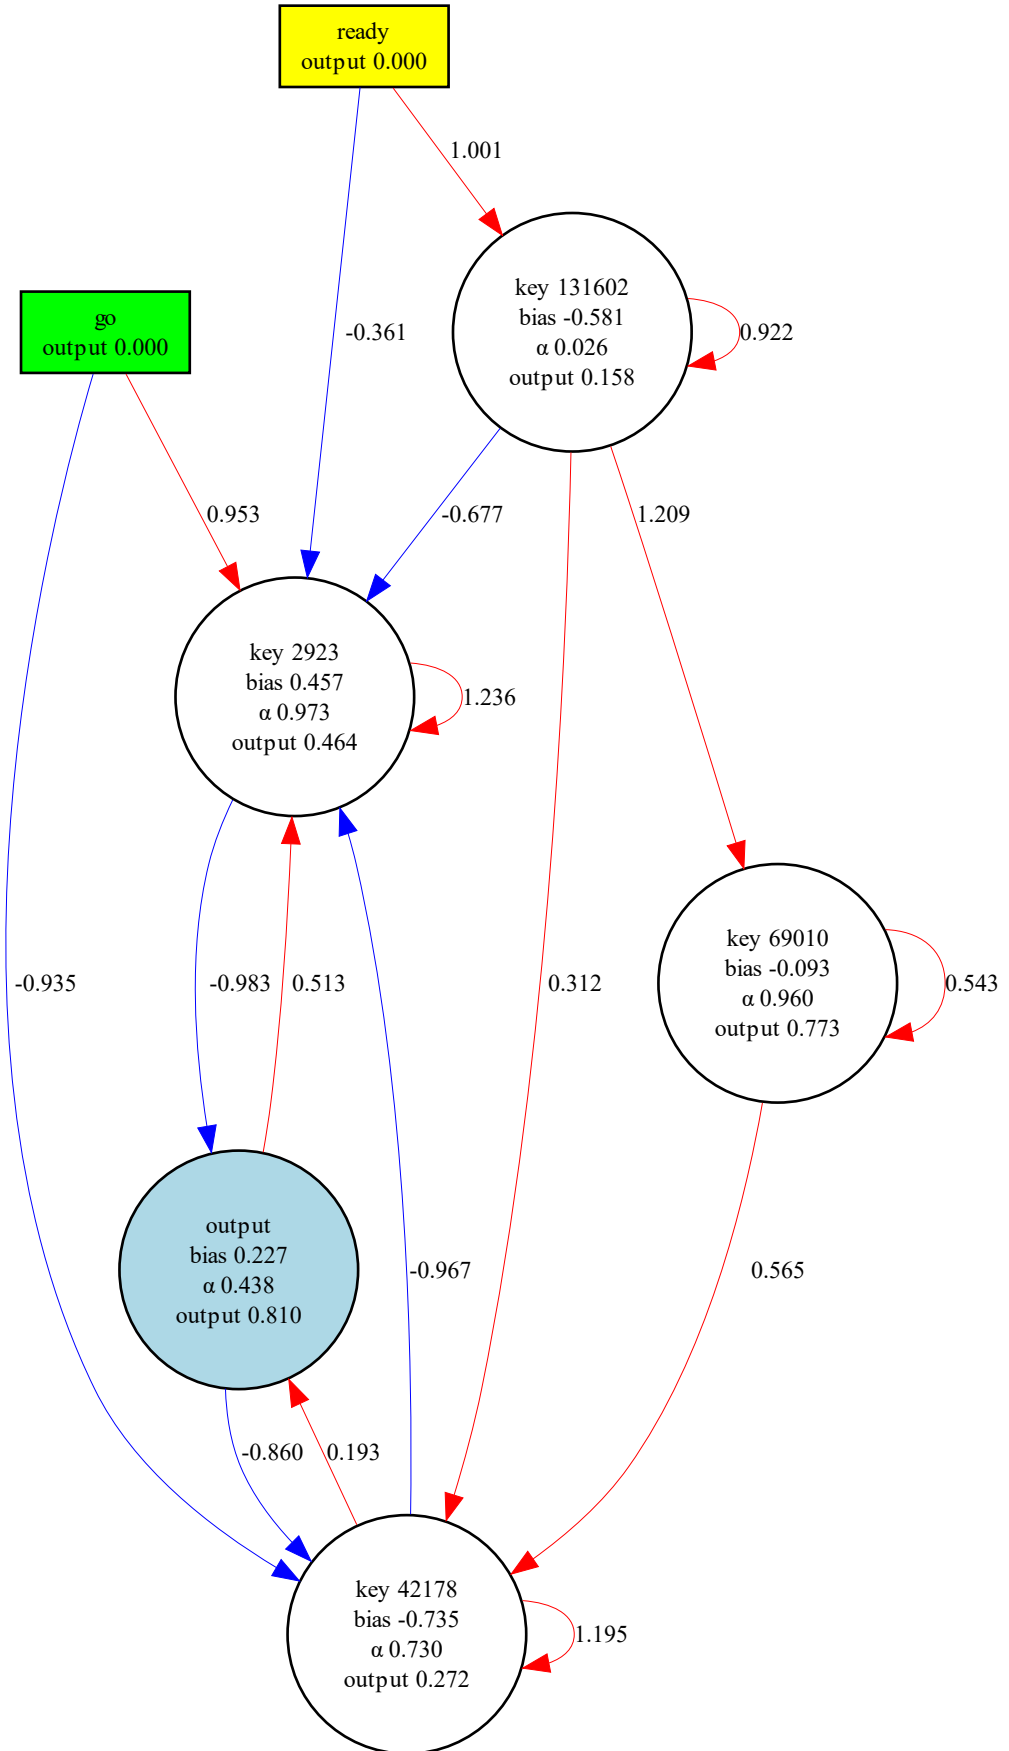 ready
output 0.000
1.001
key 131602
bias -0.581
α 0.026
output 0.158
0.922
go
output 0.000
-0.361
0.953
-0.677
1.209
key 2923
bias 0.457
α 0.973
output 0.464
1.236
key 69010
bias -0.093
α 0.960
output 0.773
0.543
-0.935
-0.983
0.513
0.312
output
bias 0.227
α 0.438
output 0.810
-0.967
0.565
-0.860
0.193
key 42178
bias -0.735
α 0.730
output 0.272
1.195